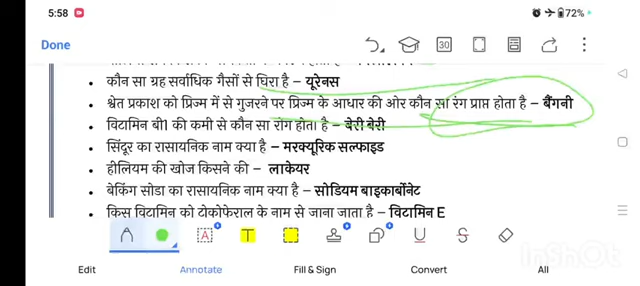 5:58
72%
Done
30
• कौन सा ग्रह सर्वाधिक गैसों से घिरा है – यूरेनस
• श्वेत प्रकाश को प्रिज्म में से गुजरने पर प्रिज्म के आधार की ओर कौन सा रंग प्राप्त होता है – बैंगनी
• विटामिन बी1 की कमी से कौन सा रोग होता है – बेरी बेरी
• सिंदूर का रासायनिक नाम क्या है – मरक्यूरिक सल्फाइड
• हीलियम की खोज किसने की – लाकेयर
• बेकिंग सोडा का रासायनिक नाम क्या है – सोडियम बाइकार्बोनेट
• किस विटामिन को टोकोफेराल के नाम से जाना जाता है – विटामिन E
A T U S
InShOt
Edit Annotate Fill & Sign Convert All